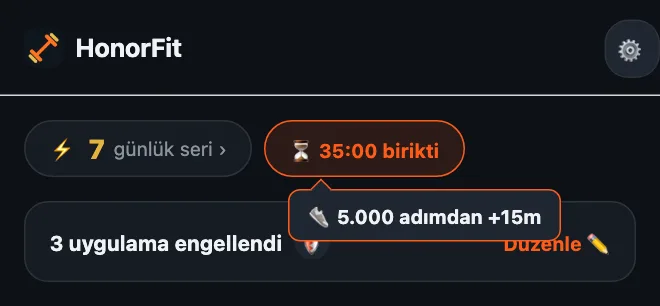 HonorFit
7 günlük seri ›
35:00 birikti
5.000 adımdan +15m
3 uygulama engellendi
Düzenle